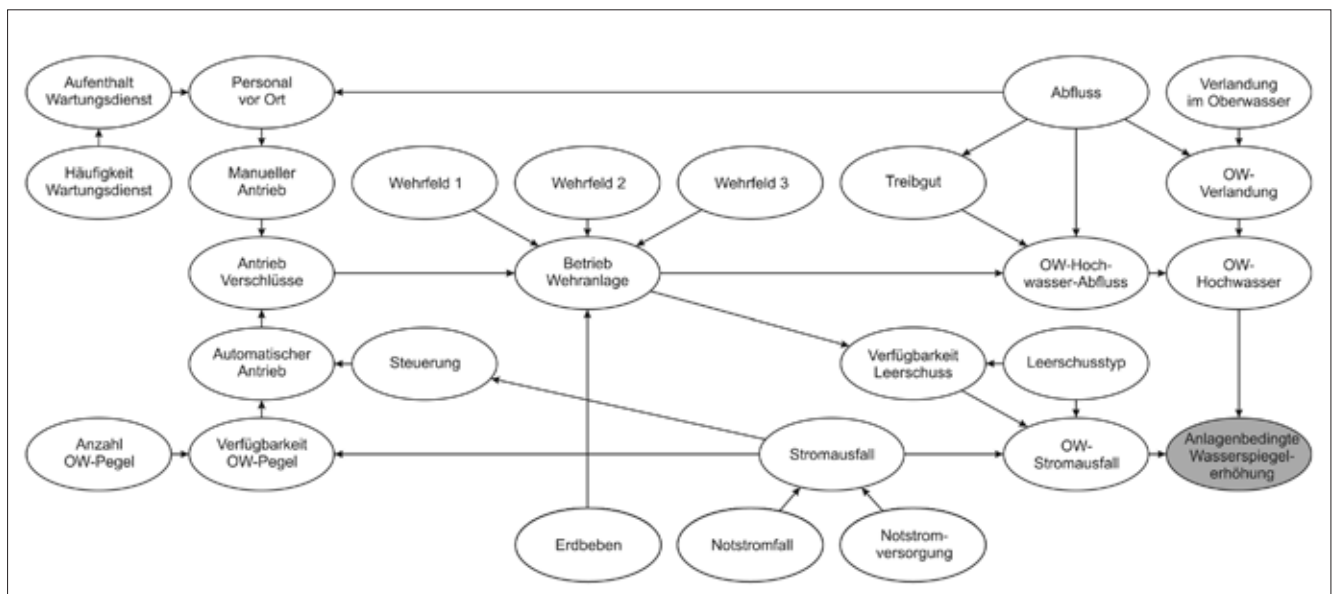 Aufenthalt
Wartungsdienst
Personal
vor Ort
Abfluss
Verlandung
im Oberwasser
Häufigkeit
Wartungsdienst
Manueller
Antrieb
Wehrfeld 1
Wehrfeld 2
Wehrfeld 3
Treibgut
OW-
Verlandung
Antrieb
Verschlüsse
Betrieb
Wehranlage
OW-Hoch-
wasser-Abfluss
OW-
Hochwasser
Automatischer
Antrieb
Steuerung
Verfügbarkeit
Leerschuss
Leerschusstyp
Anzahl
OW-Pegel
Verfügbarkeit
OW-Pegel
Stromausfall
OW-
Stromausfall
Anlagenbedingte
Wasserspiegel-
erhöhung
Erdbeben
Notstromfall
Notstrom-
versorgung